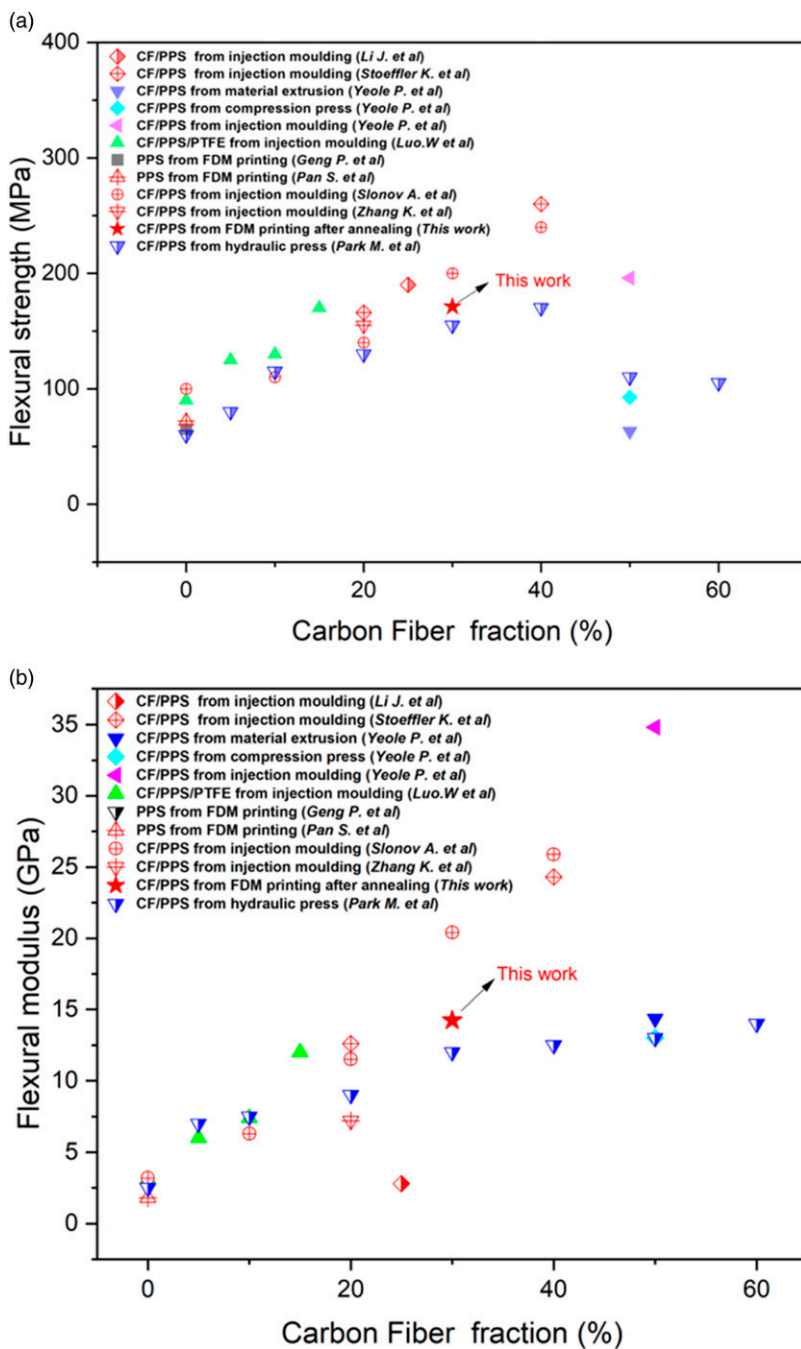 (a)
400
300
200
100
0
Flexural strength (MPa)
CF/PPS from injection moulding (Li J. et al)
CF/PPS from injection moulding (Stoeffler K. et al)
CF/PPS from material extrusion (Yeole P. et al)
CF/PPS from compression press (Yeole P. et al)
CF/PPS from injection moulding (Yeole P. et al)
CF/PPS/PTFE from injection moulding (Luo.W et al)
PPS from FDM printing (Geng P. et al)
PPS from FDM printing (Pan S. et al)
CF/PPS from injection moulding (Slonov A. et al)
CF/PPS from injection moulding (Zhang K. et al)
CF/PPS from FDM printing after annealing (This work)
CF/PPS from hydraulic press (Park M. et al)
This work
0 20 40 60
Carbon Fiber fraction (%)
(b)
35
30
25
20
15
10
5
0
Flexural modulus (GPa)
CF/PPS from injection moulding (Li J. et al)
CF/PPS from injection moulding (Stoeffler K. et al)
CF/PPS from material extrusion (Yeole P. et al)
CF/PPS from compression press (Yeole P. et al)
CF/PPS from injection moulding (Yeole P. et al)
CF/PPS/PTFE from injection moulding (Luo.W et al)
PPS from FDM printing (Geng P. et al)
PPS from FDM printing (Pan S. et al)
CF/PPS from injection moulding (Slonov A. et al)
CF/PPS from injection moulding (Zhang K. et al)
CF/PPS from FDM printing after annealing (This work)
CF/PPS from hydraulic press (Park M. et al)
This work
0 20 40 60
Carbon Fiber fraction (%)